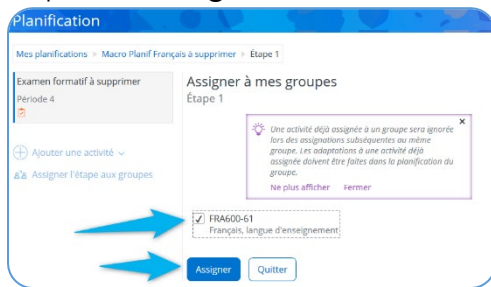 Planification
Mes planifications > Macro Planif Français à supprimer > Étape 1
Examen formatif à supprimer
Période 4
Ajouter une activité
Assigner l'étape aux groupes
Assigner à mes groupes
Étape 1
Une activité déjà assignée à un groupe sera ignorée
lors des assignations subséquentes au même
groupe. Les adaptations à une activité déjà
assignée doivent être faites dans la planification du
groupe.
Ne plus afficher Fermer
FRA600-61
Français, langue d'enseignement
Assigner Quitter